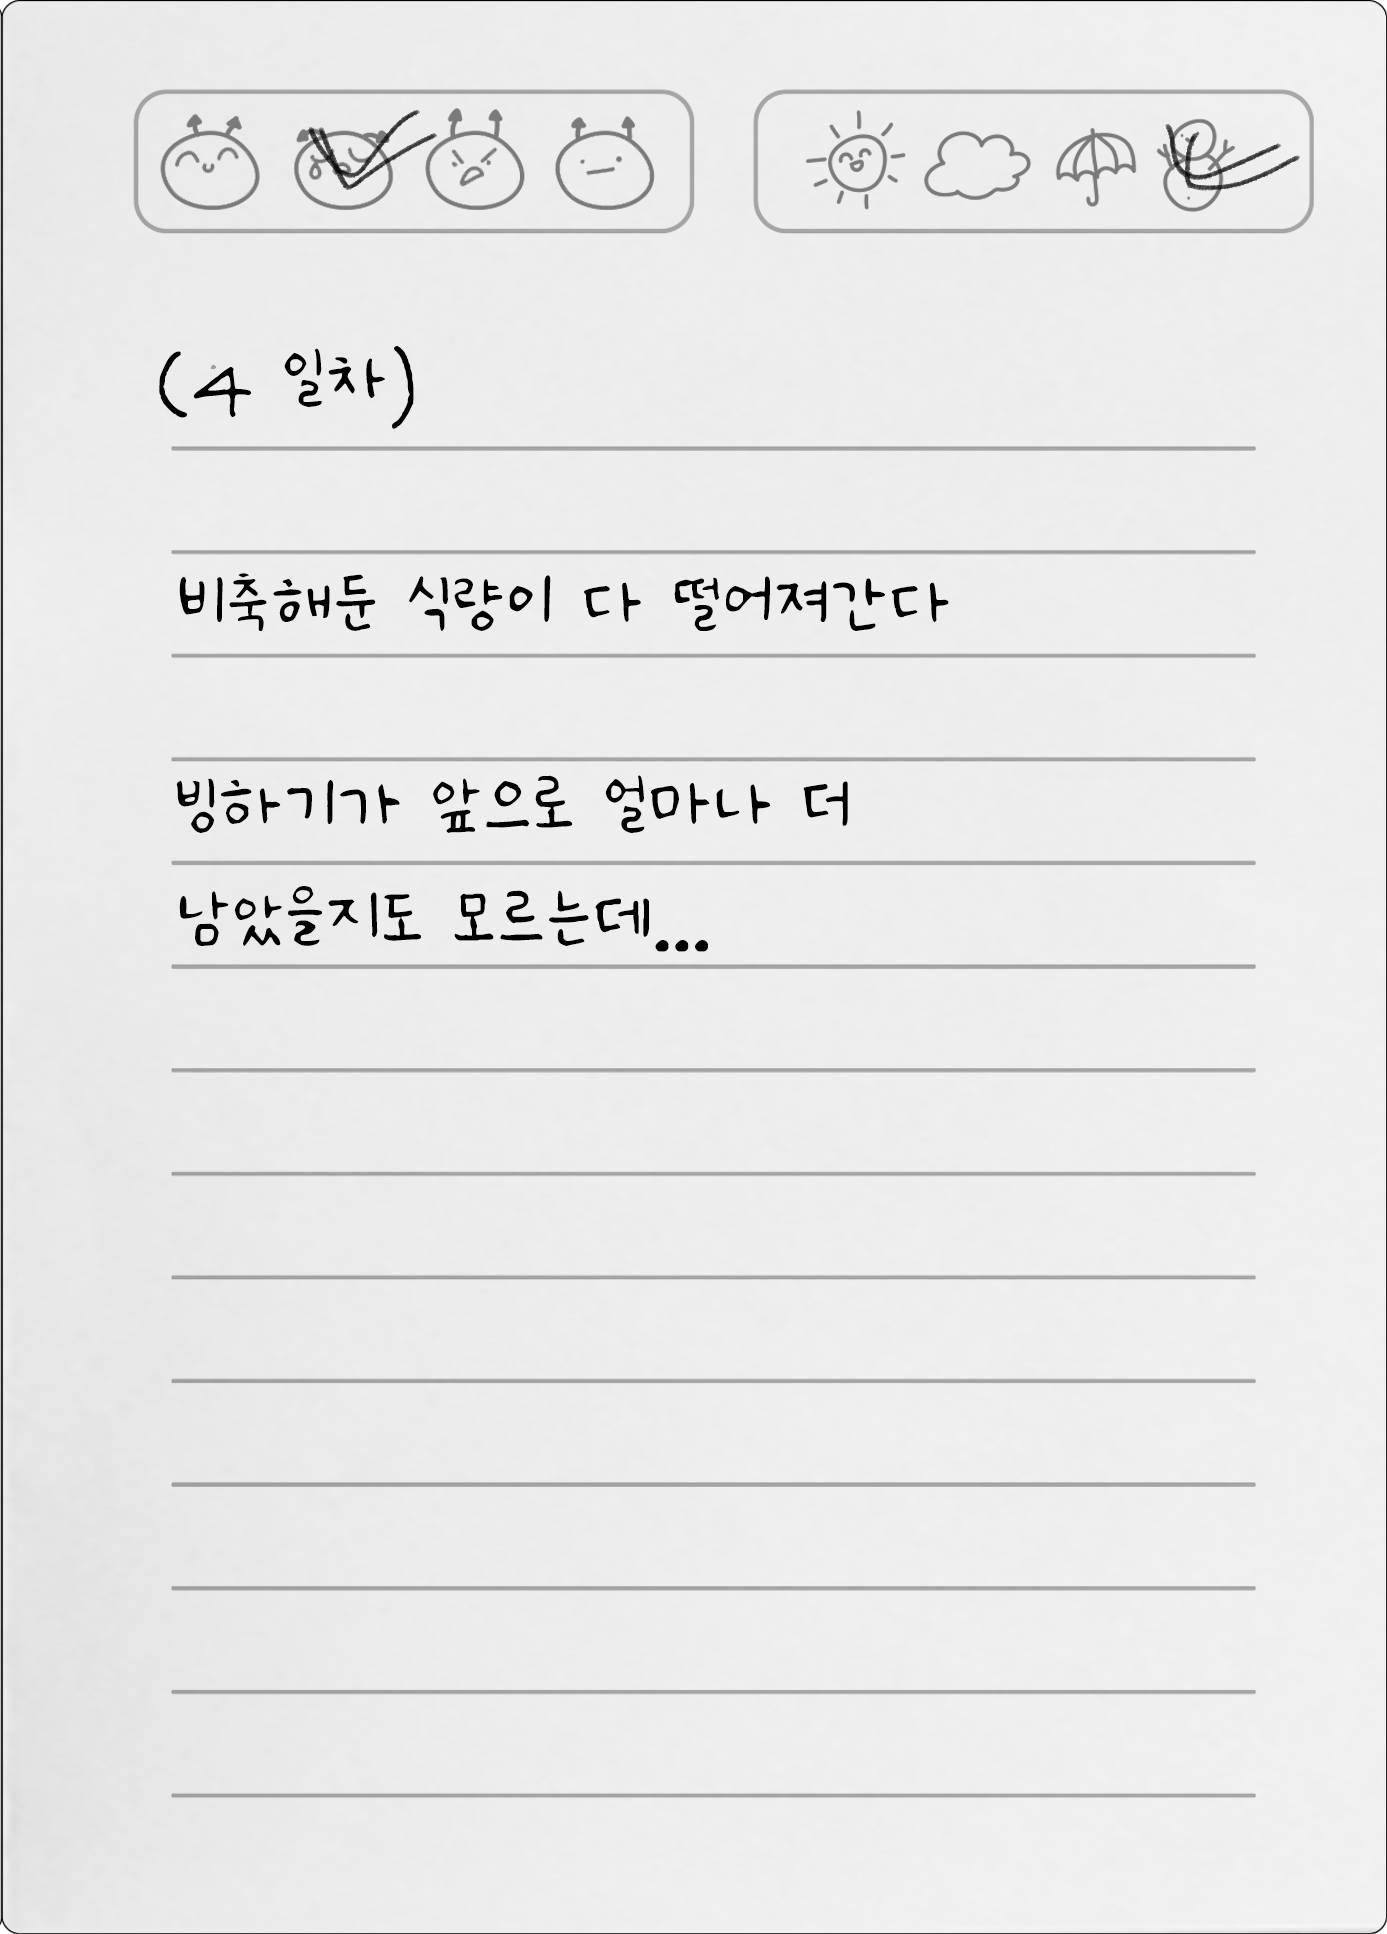 (4 일차)
비축해둔 식량이 다 떨어져간다
빙하기가 앞으로 얼마나 더
남았을지도 모르는데...